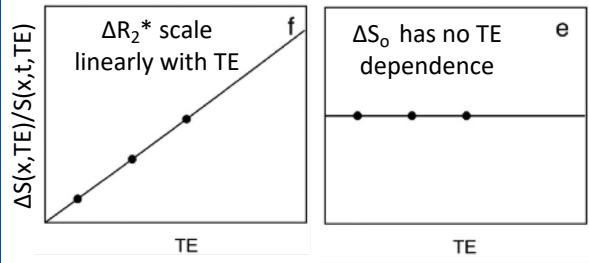 ΔS(x,TE)/S(x,t,TE)
ΔR₂* scale
linearly with TE
f
TE
ΔSₒ has no TE
dependence
e
TE